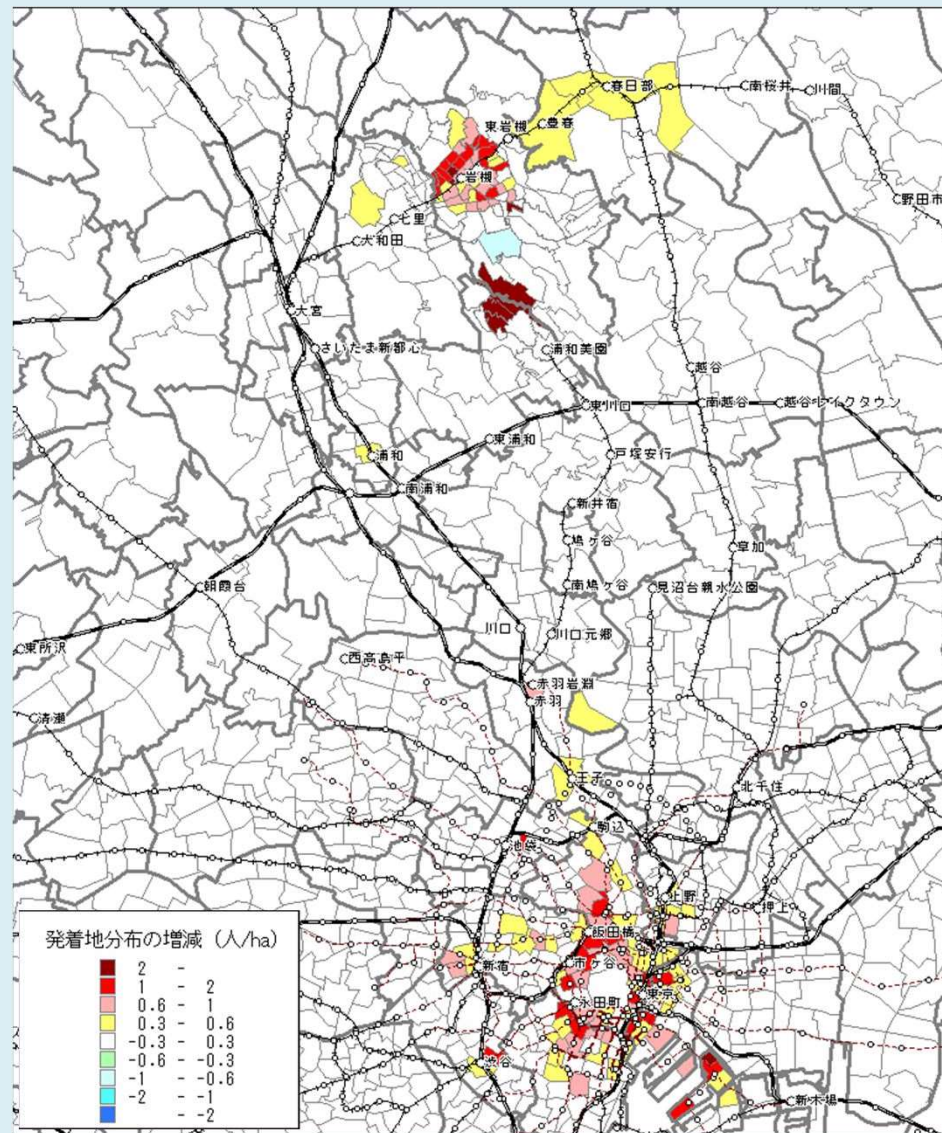 春日部
南桜井
川間
豊春
東岩槻
岩槻
野田市
七里
大和田
大宮
さいたま新都心
浦和美園
越谷
東川口
南越谷
越谷レイクタウン
東浦和
浦和
戸塚安行
南浦和
新井宿
鳩ヶ谷
草加
朝霞台
南鳩ヶ谷
見沼台親水公園
川口
川口元郷
東所沢
西高島平
赤羽岩淵
赤羽
清瀬
王子
北千住
駒込
池袋
上野
押上
飯田橋
新宿
市ヶ谷
東京
永田町
渋谷
新木場
発着地分布の増減 (人/ha)
2 -
1 - 2
0.6 - 1
0.3 - 0.6
-0.3 - 0.3
-0.6 - -0.3
-1 - -0.6
-2 - -1
- -2